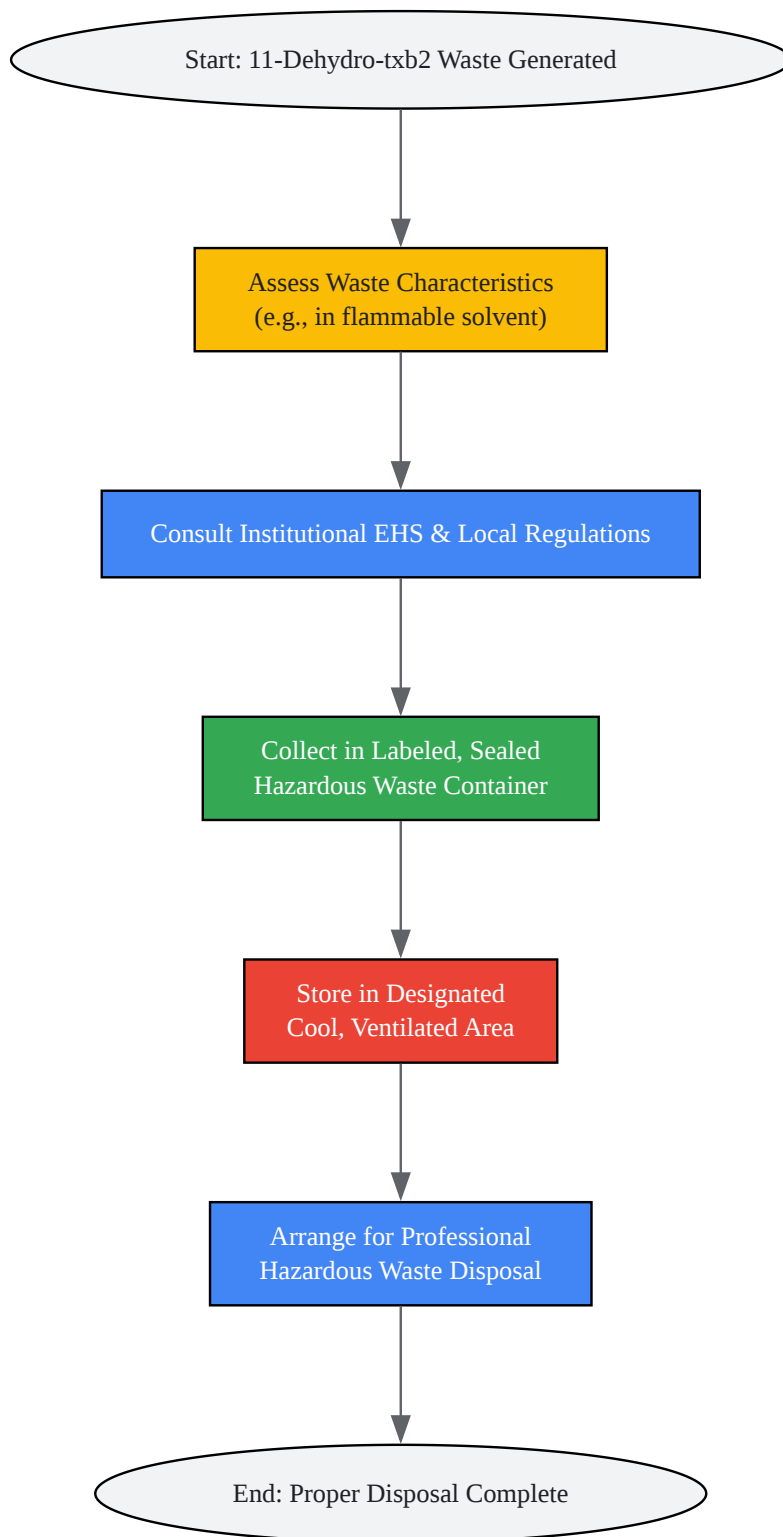 Start: 11-Dehydro-txb2 Waste Generated
Assess Waste Characteristics
(e.g., in flammable solvent)
Consult Institutional EHS & Local Regulations
Collect in Labeled, Sealed
Hazardous Waste Container
Store in Designated
Cool, Ventilated Area
Arrange for Professional
Hazardous Waste Disposal
End: Proper Disposal Complete